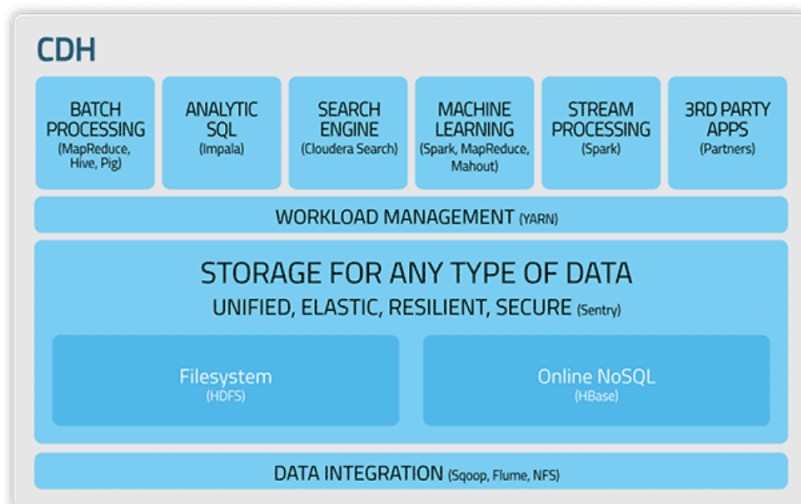 CDH
BATCH
PROCESSING
(MapReduce,
Hive, Pig)
ANALYTIC
SQL
(Impala)
SEARCH
ENGINE
(Cloudera Search)
MACHINE
LEARNING
(Spark, MapReduce,
Mahout)
STREAM
PROCESSING
(Spark)
3RD PARTY
APPS
(Partners)
WORKLOAD MANAGEMENT (YARN)
STORAGE FOR ANY TYPE OF DATA
UNIFIED, ELASTIC, RESILIENT, SECURE (Sentry)
Filesystem
(HDFS)
Online NoSQL
(HBase)
DATA INTEGRATION (Sqoop, Flume, NFS)